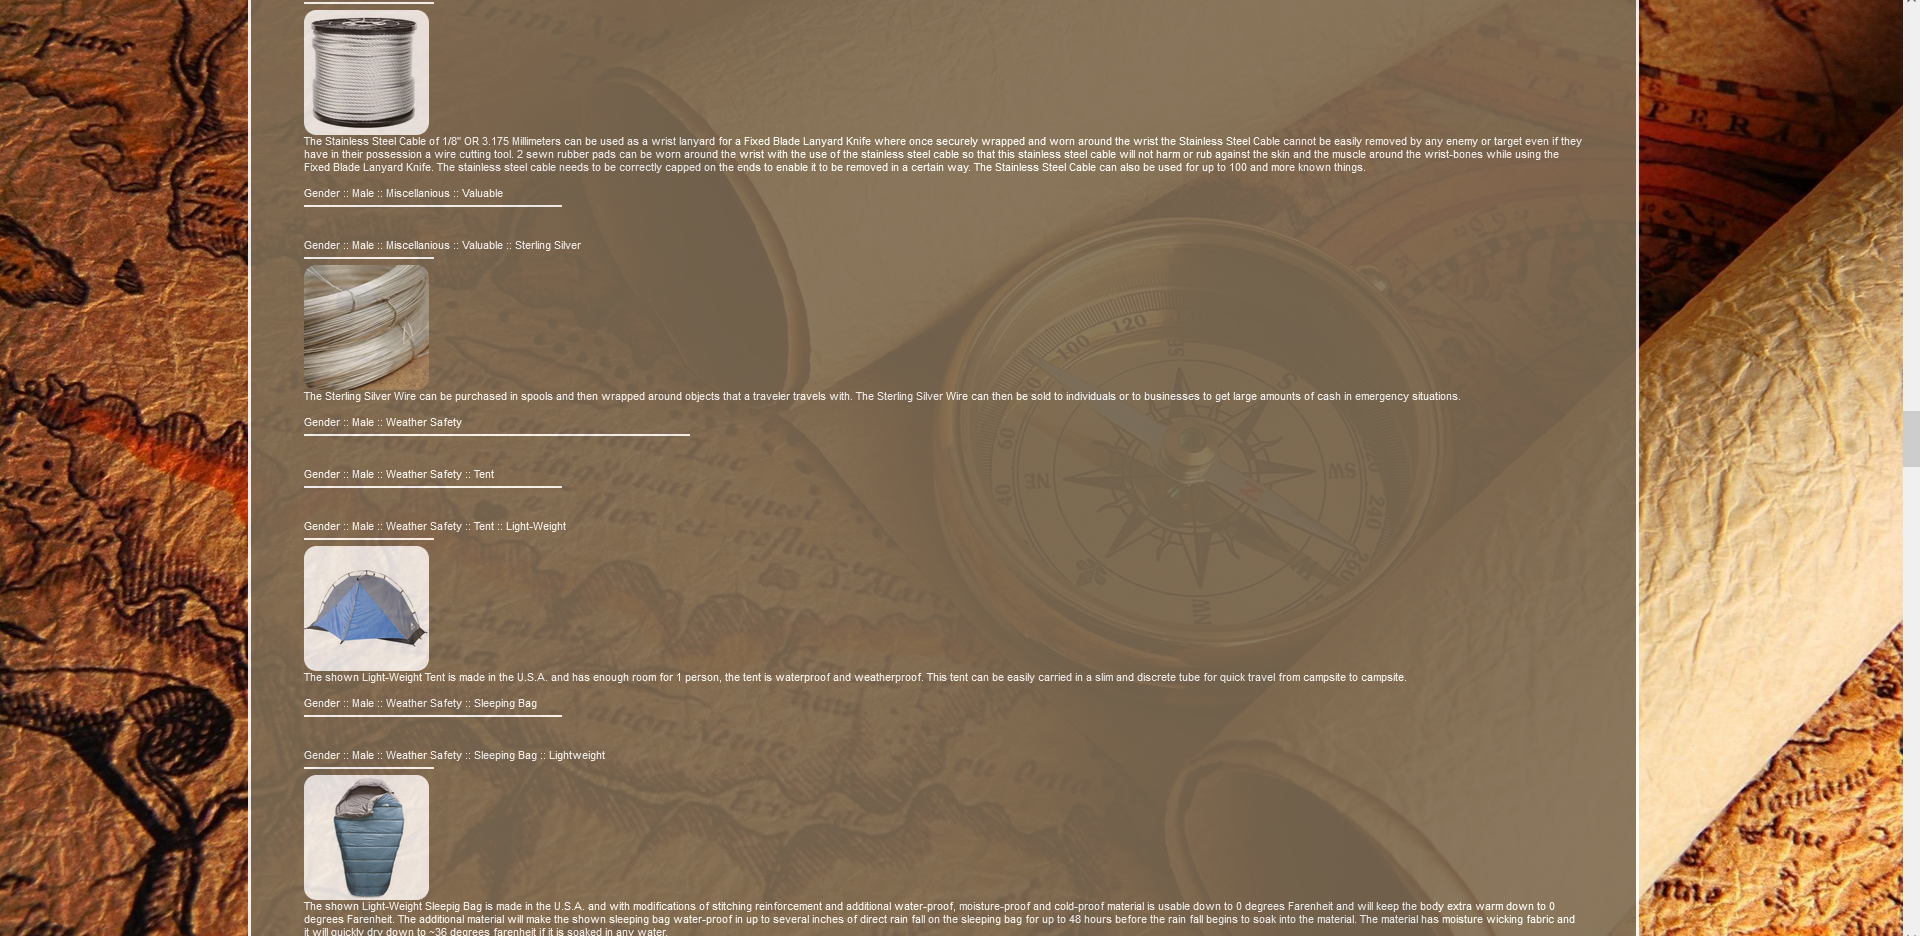 The Stainless Steel Cable of 1/8" OR 3.175 Millimeters can be used as a wrist lanyard for a Fixed Blade Lanyard Knife where once securely wrapped and worn around the wrist the Stainless Steel Cable cannot be easily removed by any enemy or target even if they
have in their possession a wire cutting tool. 2 sewn rubber pads can be worn around the wrist with the use of the stainless steel cable so that this stainless steel cable will not harm or rub against the skin and the muscle around the wrist-bones while using the
Fixed Blade Lanyard Knife. The stainless steel cable needs to be correctly capped on the ends to enable it to be removed in a certain way. The Stainless Steel Cable can also be used for up to 100 and more known things.
Gender :: Male :: Miscellanious :: Valuable
Gender :: Male :: Miscellanious :: Valuable :: Sterling Silver
The Sterling Silver Wire can be purchased in spools and then wrapped around objects that a traveler travels with. The Sterling Silver Wire can then be sold to individuals or to businesses to get large amounts of cash in emergency situations.
Gender :: Male :: Weather Safety
Gender :: Male :: Weather Safety :: Tent
Gender :: Male :: Weather Safety :: Tent :: Light-Weight
The shown Light-Weight Tent is made in the U.S.A. and has enough room for 1 person, the tent is waterproof and weatherproof. This tent can be easily carried in a slim and discrete tube for quick travel from campsite to campsite.
Gender :: Male :: Weather Safety :: Sleeping Bag
Gender :: Male :: Weather Safety :: Sleeping Bag :: Lightweight
The shown Light-Weight Sleepig Bag is made in the U.S.A. and with modifications of stitching reinforcement and additional water-proof, moisture-proof and cold-proof material is usable down to 0 degrees Farenheit and will keep the body extra warm down to 0
degrees Farenheit. The additional material will make the shown sleeping bag water-proof in up to several inches of direct rain fall on the sleeping bag for up to 48 hours before the rain fall begins to soak into the material. The material has moisture wicking fabric and
it will quickly dry down to ~36 degrees farenheit if it is soaked in any water.
120
100
60
40
NE
SW
240
260